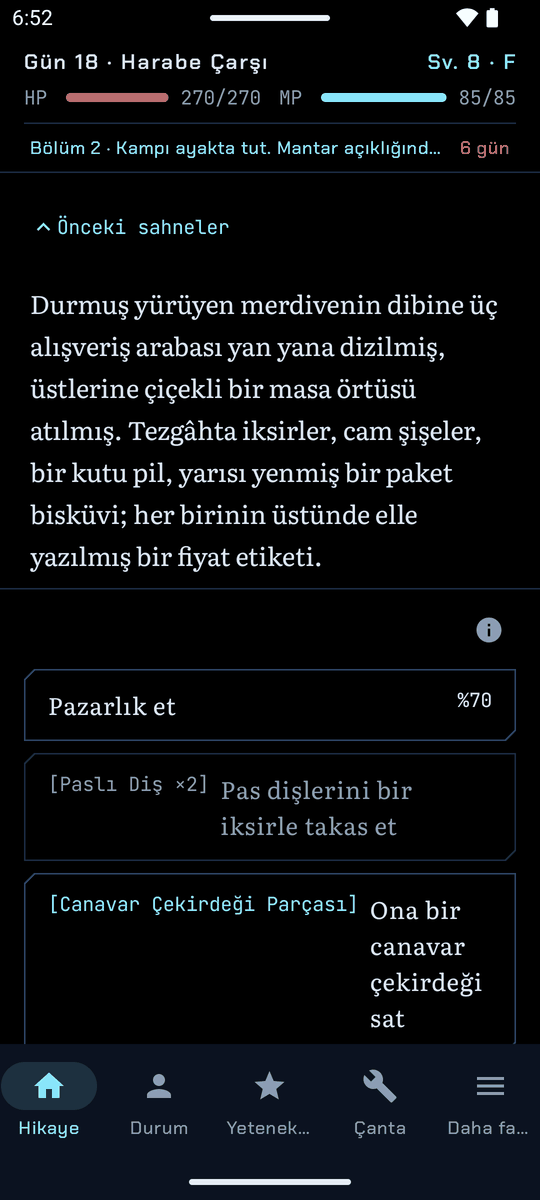 6:52
Gün 18 · Harabe Çarşı
Sv. 8 · F
HP 270/270 MP 85/85
Bölüm 2 · Kampı ayakta tut. Mantar açıklığınd... 6 gün
Önceki sahneler
Durmuş yürüyen merdivenin dibine üç
alışveriş arabası yan yana dizilmiş,
üstlerine çiçekli bir masa örtüsü
atılmış. Tezgâhta iksirler, cam şişeler,
bir kutu pil, yarısı yenmiş bir paket
bisküvi; her birinin üstünde elle
yazılmış bir fiyat etiketi.
Pazarlık et %70
[Paslı Diş ×2] Pas dişlerini bir
iksirle takas et
[Canavar Çekirdeği Parçası] Ona bir
canavar
çekirdeği
sat
Hikaye Durum Yetenek... Çanta Daha fa...